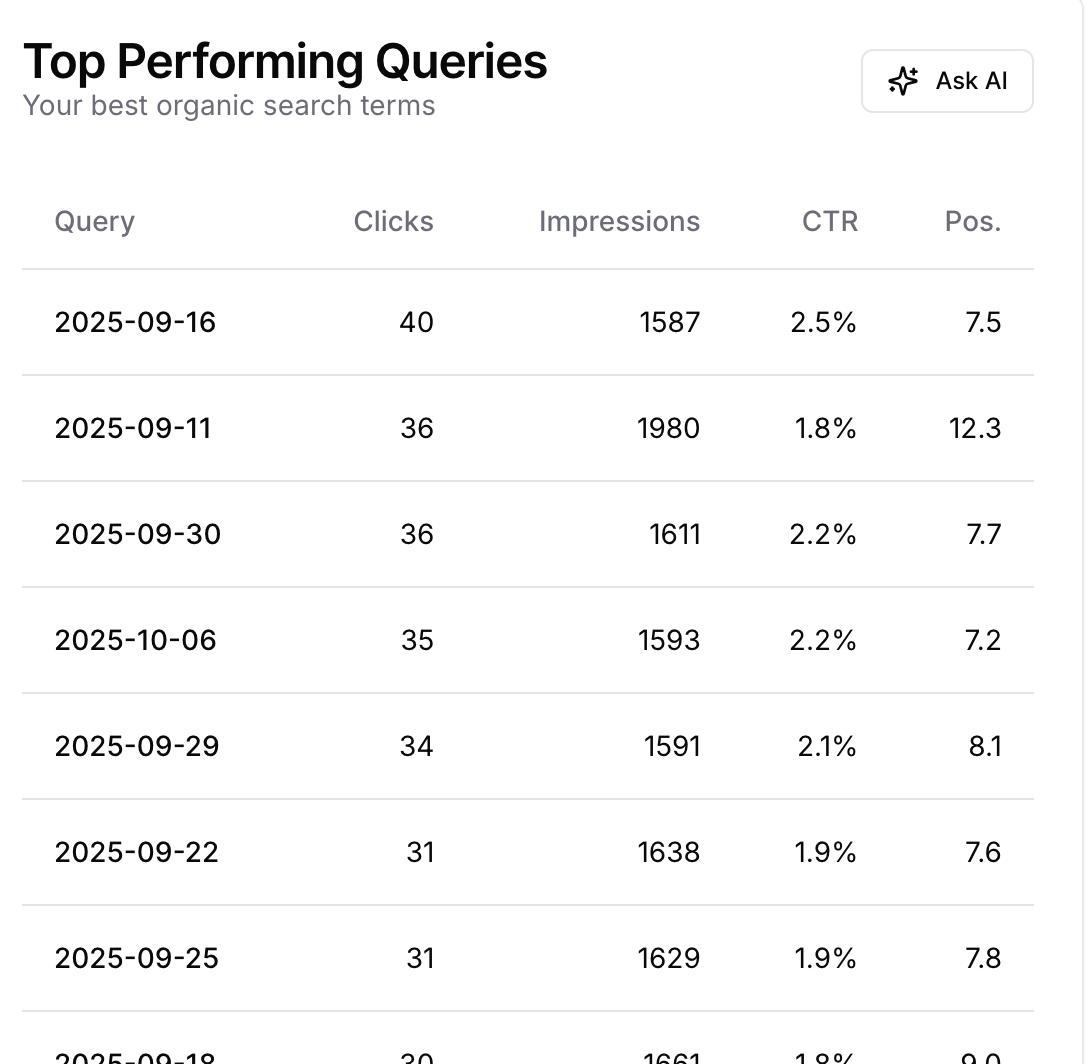 Top Performing Queries
Your best organic search terms
Ask AI
Query Clicks Impressions CTR Pos.
2025-09-16 40 1587 2.5% 7.5
2025-09-11 36 1980 1.8% 12.3
2025-09-30 36 1611 2.2% 7.7
2025-10-06 35 1593 2.2% 7.2
2025-09-29 34 1591 2.1% 8.1
2025-09-22 31 1638 1.9% 7.6
2025-09-25 31 1629 1.9% 7.8
2025-09-18 30 1661 1.8% 9.0